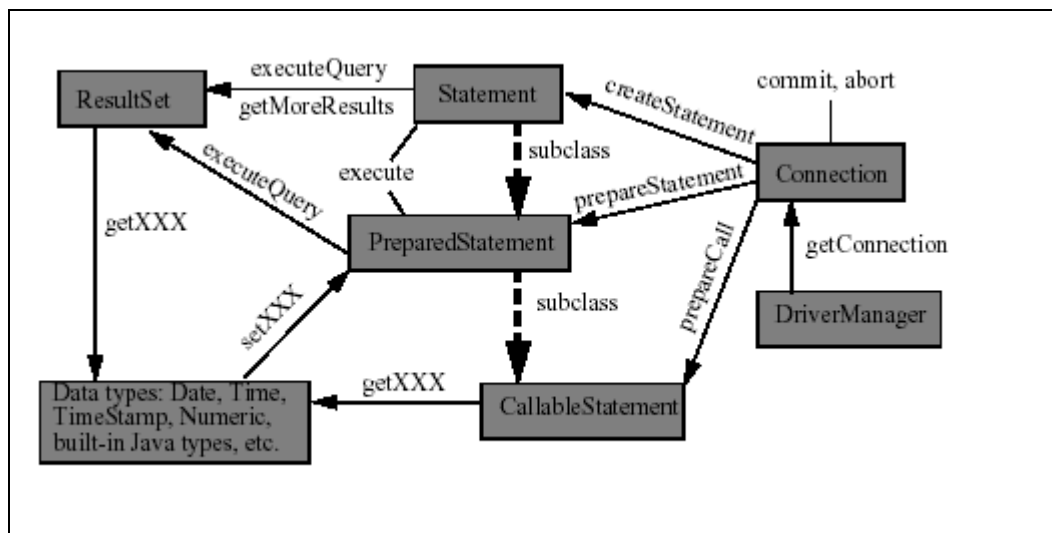 executeQuery
ResultSet
getMoreResults
Statement
createStatement
commit, abort
executeQuery
execute
subclass
prepareStatement
Connection
getXXX
PreparedStatement
prepareCall
getConnection
setXXX
subclass
DriverManager
Data types: Date, Time,
TimeStamp, Numeric,
built-in Java types, etc.
getXXX
CallableStatement